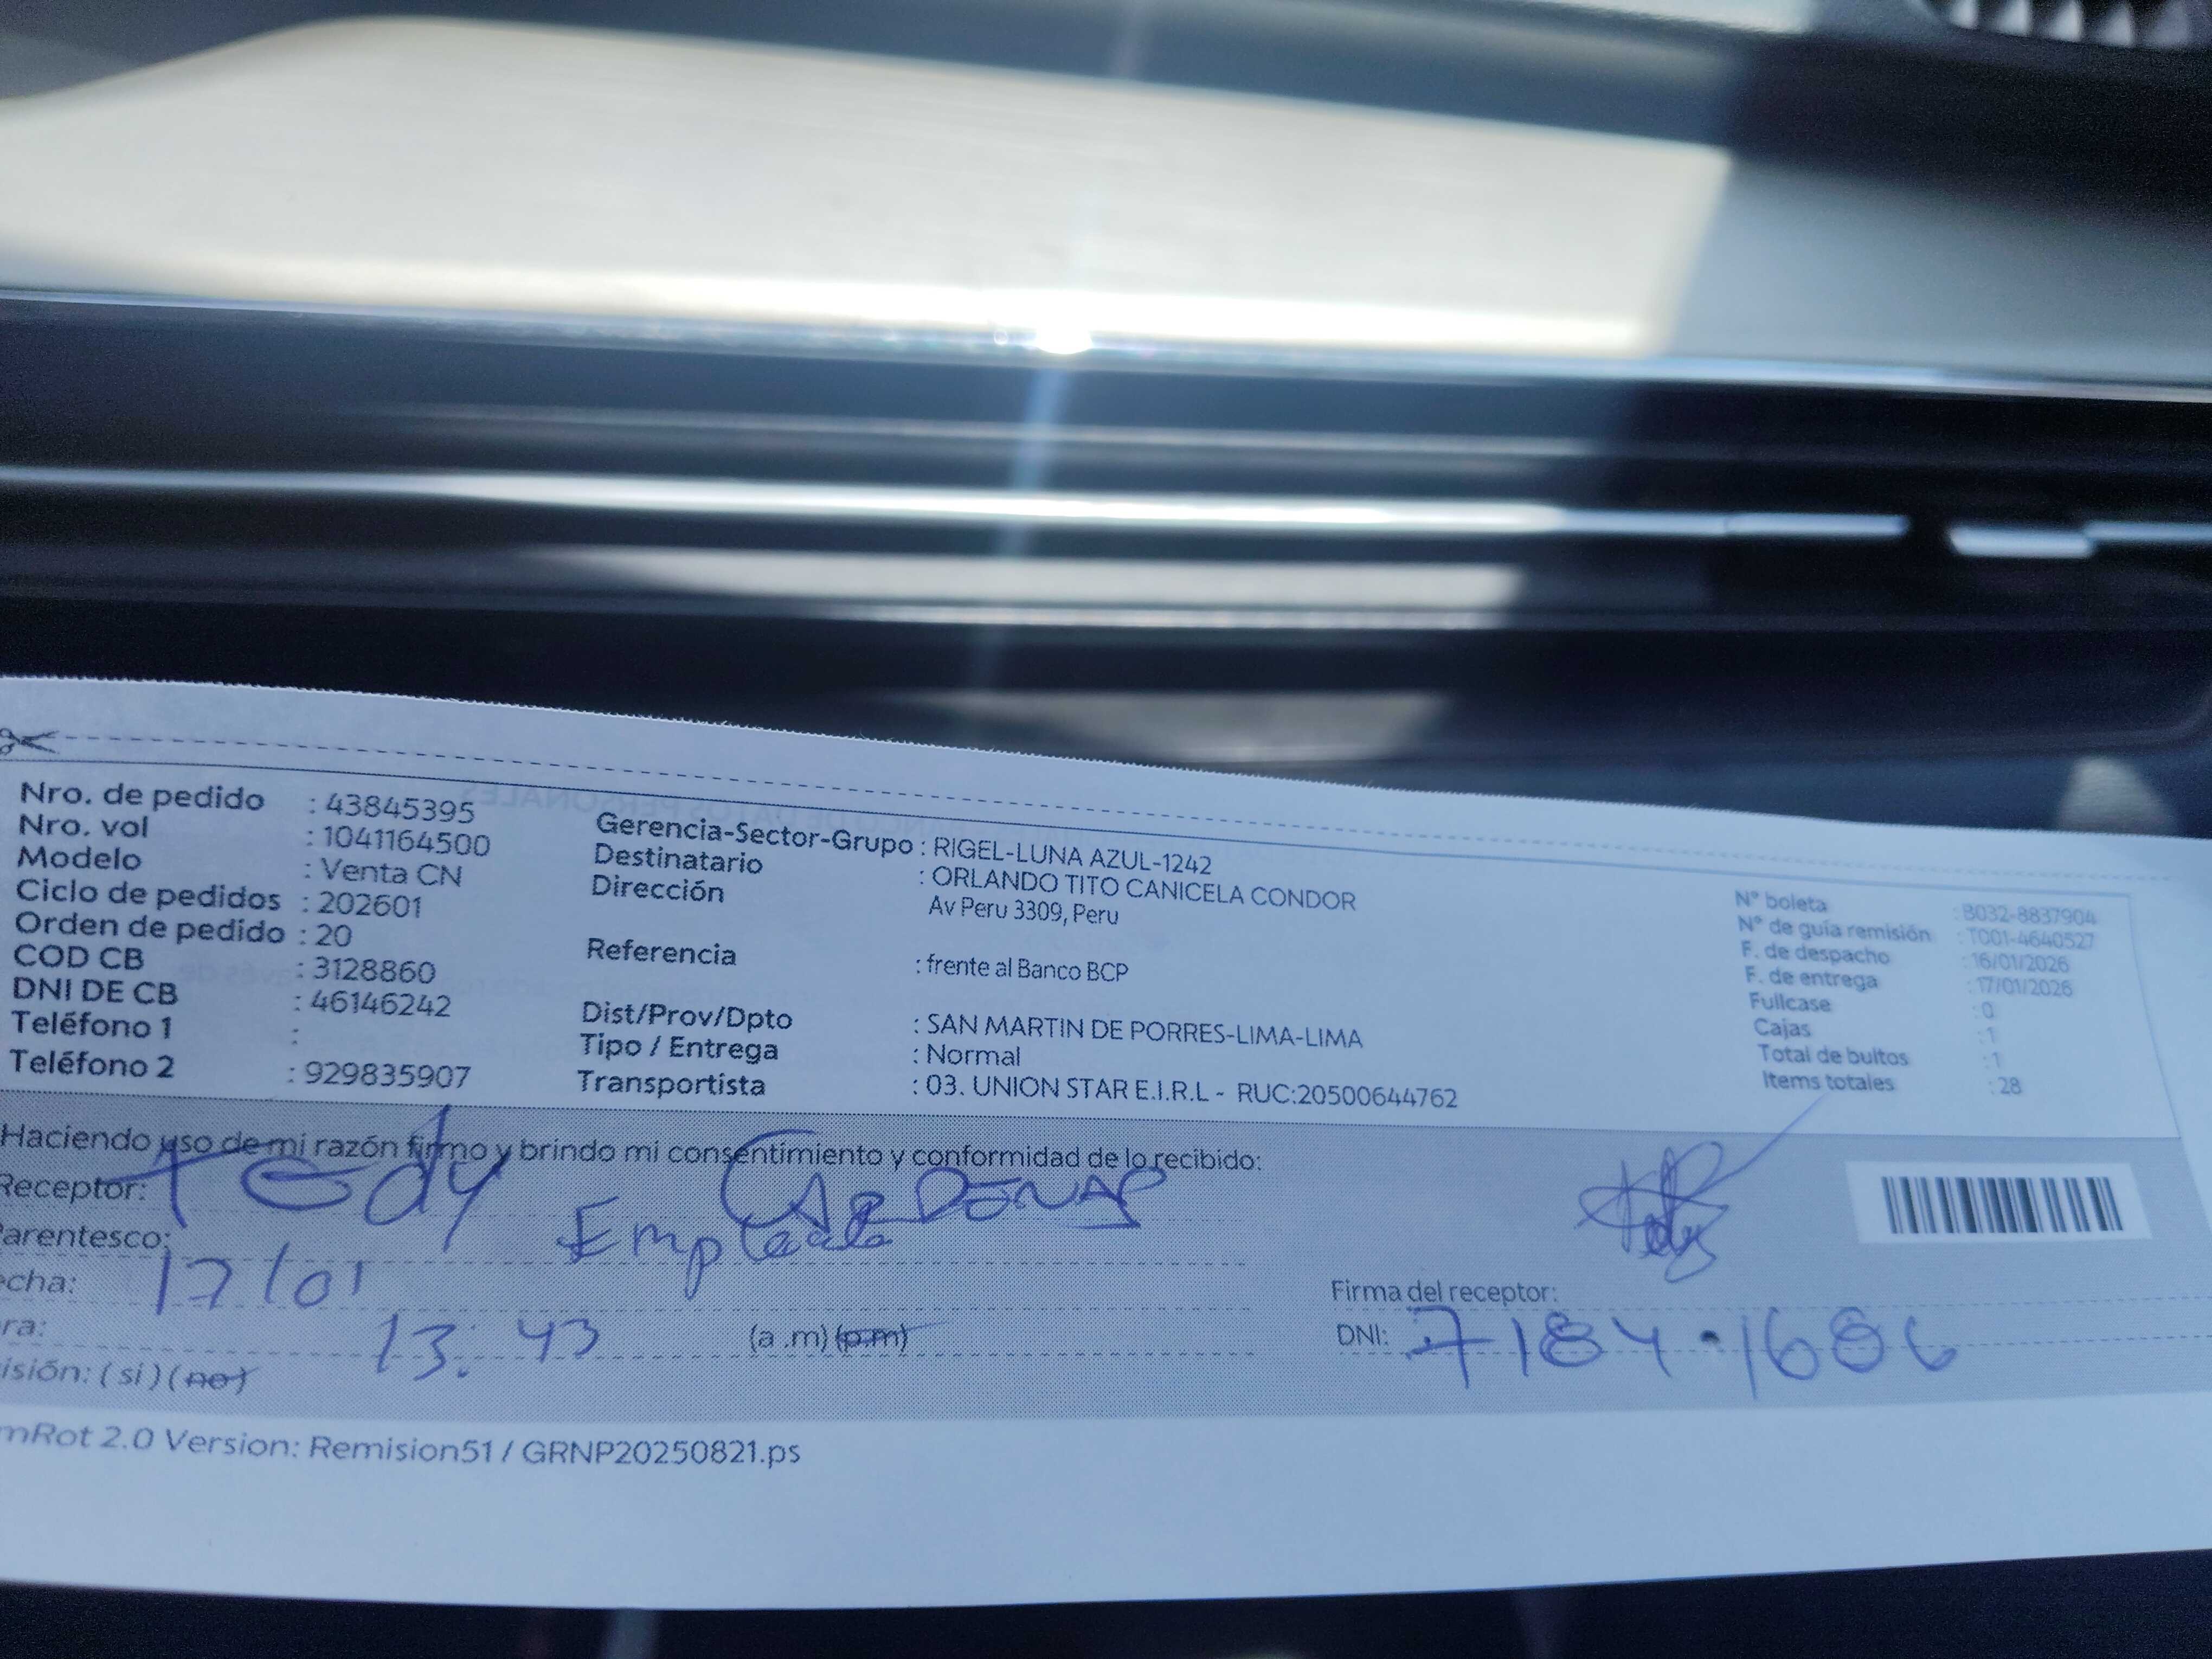 Nro. de pedido : 43845395
Nro. vol : 1041164500
Modelo : Venta CN
Ciclo de pedidos : 202601
Orden de pedido : 20
COD CB : 3128860
DNI DE CB : 46146242
Teléfono 1 :
Teléfono 2 : 929835907
Gerencia-Sector-Grupo : RIGEL-LUNA AZUL-1242
Destinatario : ORLANDO TITO CANICELA CONDOR
Dirección Av Peru 3309, Peru
Referencia : frente al Banco BCP
Dist/Prov/Dpto : SAN MARTIN DE PORRES-LIMA-LIMA
Tipo / Entrega : Normal
Transportista : 03. UNION STAR E.I.R.L - RUC:20500644762
N° boleta : B032-8837904
N° de guía remisión : T001-4640527
F. de despacho : 16/01/2026
F. de entrega : 17/01/2026
Fullcase : 0
Cajas : 1
Total de bultos : 1
Items totales : 28
Haciendo uso de mi razón firmo y brindo mi consentimiento y conformidad de lo recibido:
Receptor: Tedy CARDENAS
arentesco: Empleado
echa: 17/01
ra: 13:43 (a .m) (p.m)
isión: ( si ) ( no )
Firma del receptor:
DNI: 7184 1686
mRot 2.0 Version: Remision51 / GRNP20250821.ps